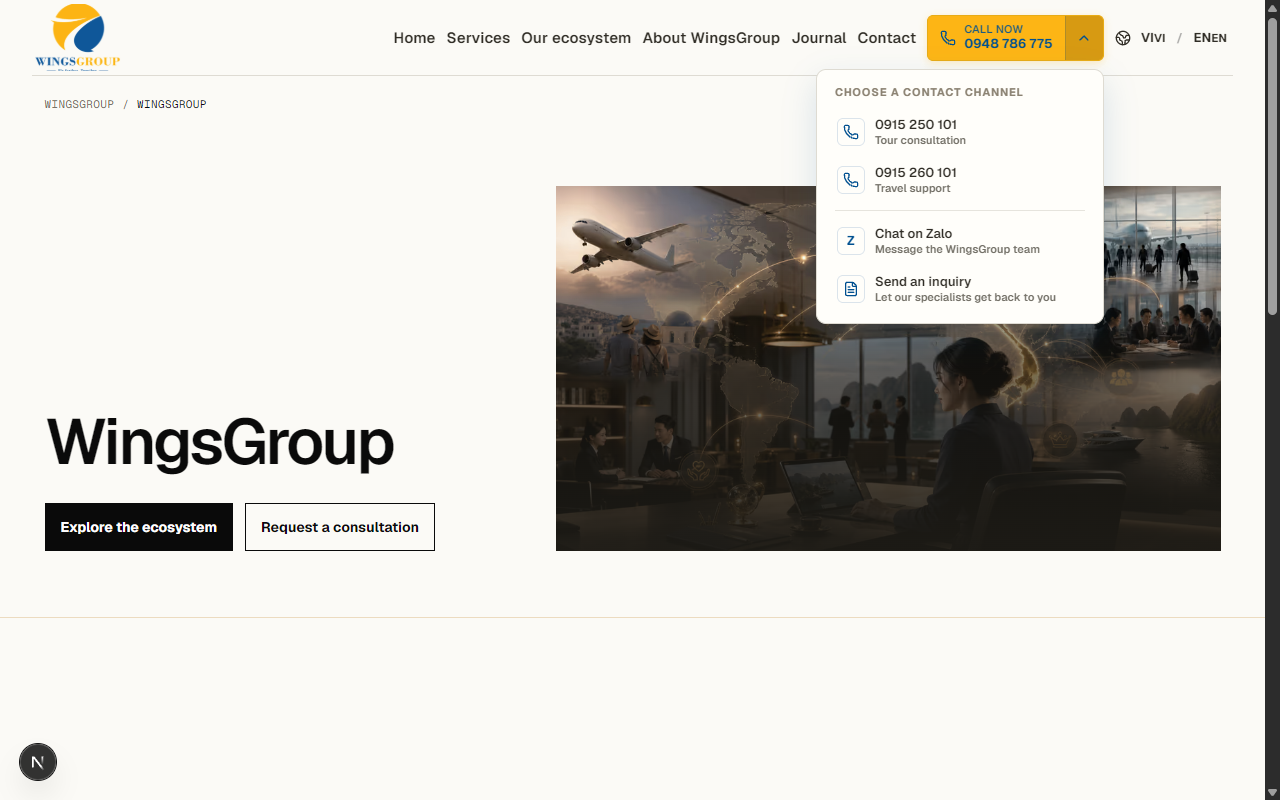 WINGSGROUP
Home Services Our ecosystem About WingsGroup Journal Contact
CALL NOW
0948 786 775
VIVI / ENEN
WINGSGROUP / WINGSGROUP
CHOOSE A CONTACT CHANNEL
0915 250 101
Tour consultation
0915 260 101
Travel support
Z
Chat on Zalo
Message the WingsGroup team
Send an inquiry
Let our specialists get back to you
WingsGroup
Explore the ecosystem
Request a consultation
N